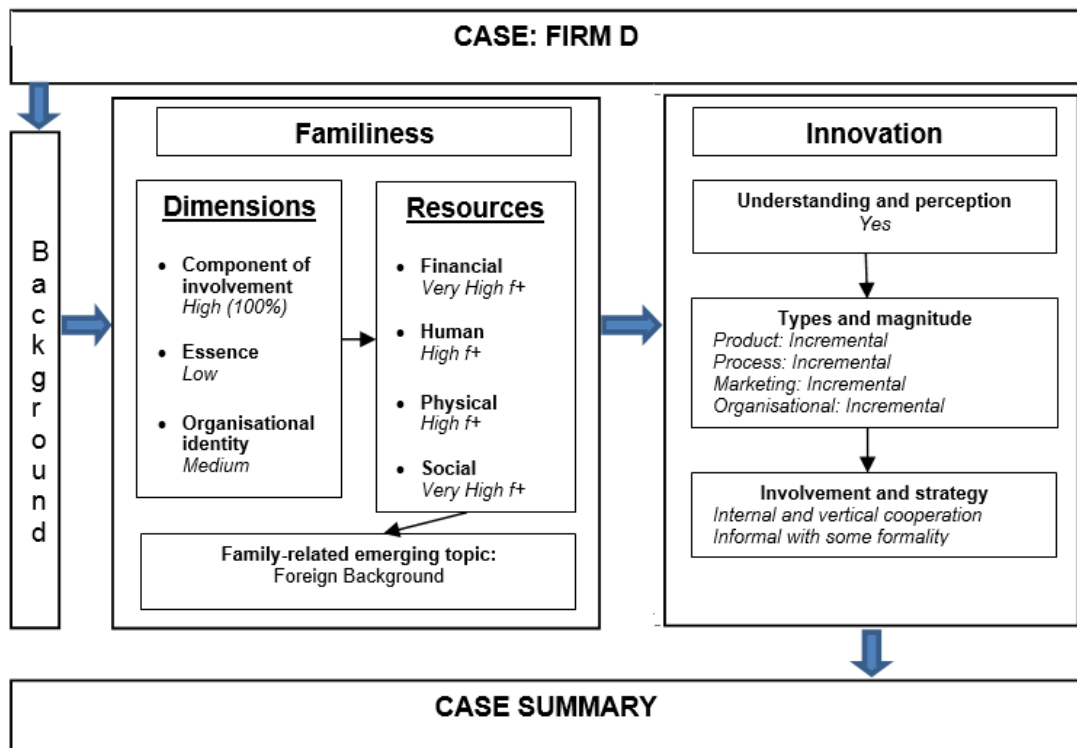 CASE: FIRM D
Background
Familiness
Dimensions
• Component of
involvement
High (100%)
• Essence
Low
• Organisational
identity
Medium
Resources
• Financial
Very High f+
• Human
High f+
• Physical
High f+
• Social
Very High f+
Family-related emerging topic:
Foreign Background
Innovation
Understanding and perception
Yes
Types and magnitude
Product: Incremental
Process: Incremental
Marketing: Incremental
Organisational: Incremental
Involvement and strategy
Internal and vertical cooperation
Informal with some formality
CASE SUMMARY